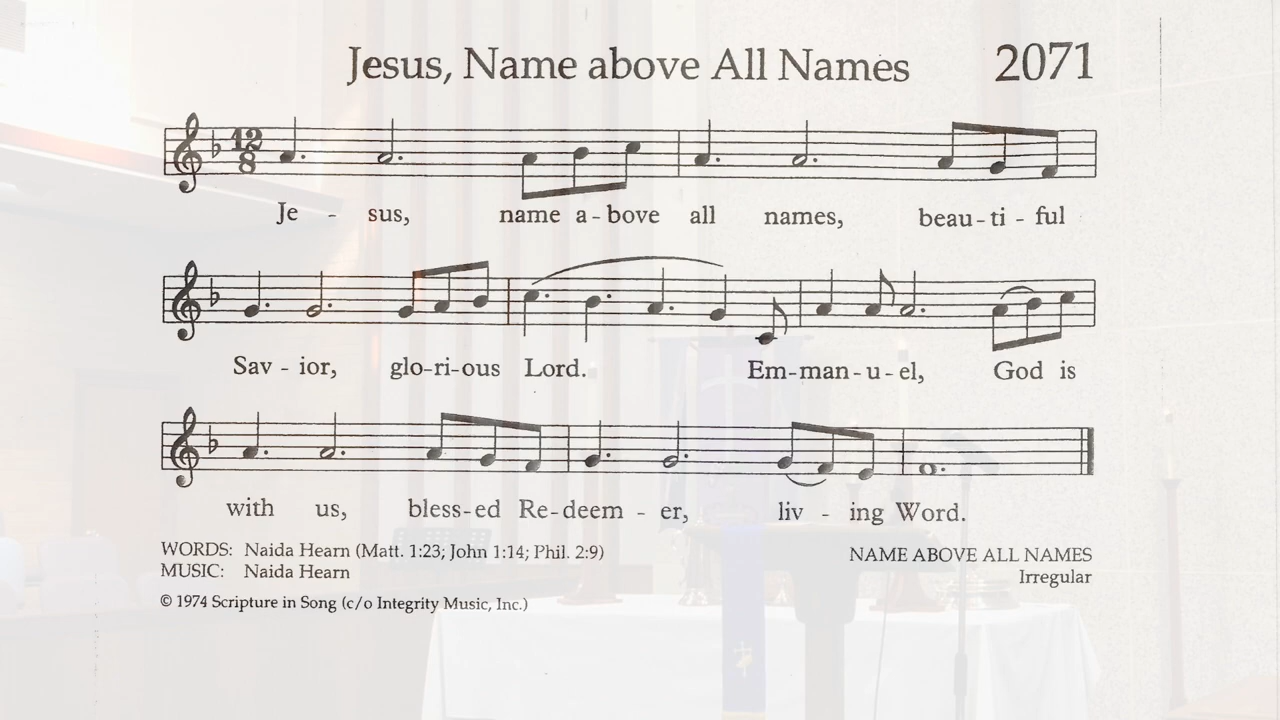 Jesus, Name above All Names 2071
12
8
Je - sus, name a - bove all names, beau - ti - ful
Sav - ior, glo - ri - ous Lord. Em - man - u - el, God is
with us, bless - ed Re - deem - er, liv - ing Word.
WORDS: Naida Hearn (Matt. 1:23; John 1:14; Phil. 2:9)
MUSIC: Naida Hearn
NAME ABOVE ALL NAMES
Irregular
© 1974 Scripture in Song (c/o Integrity Music, Inc.)